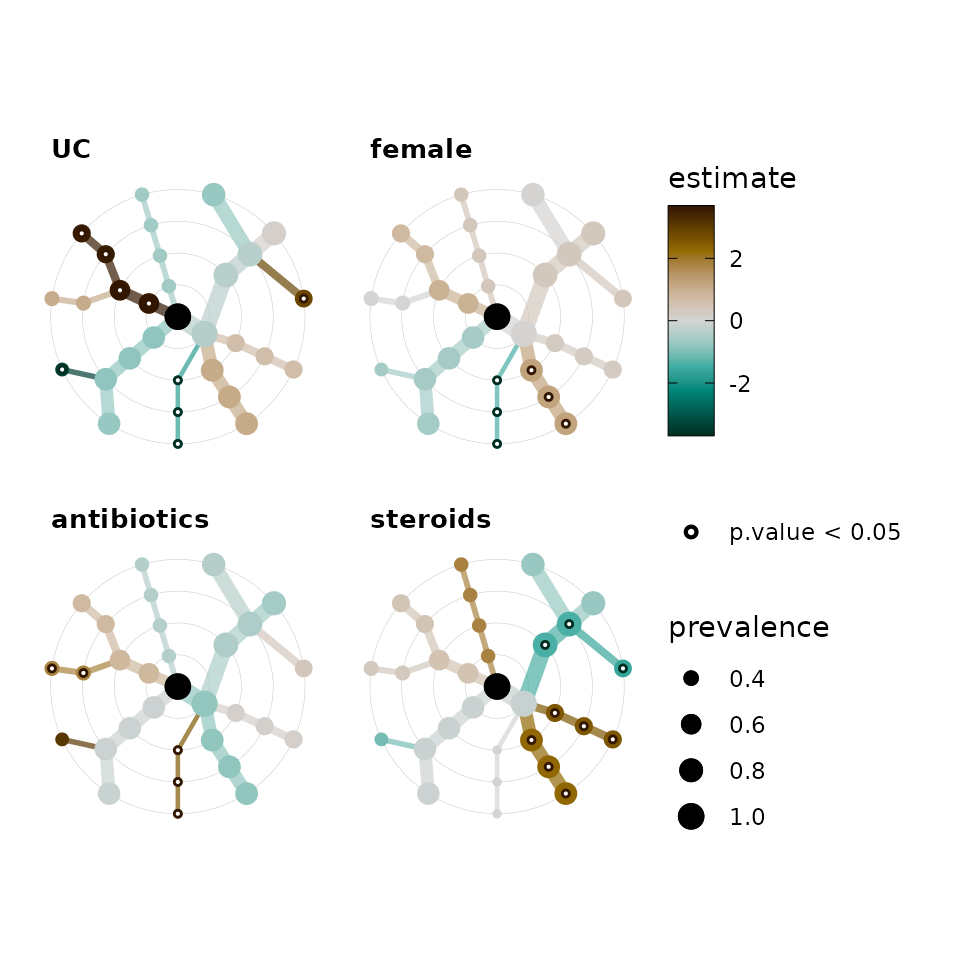 UC
female
antibiotics
steroids
estimate
2
0
-2
p.value < 0.05
prevalence
0.4
0.6
0.8
1.0